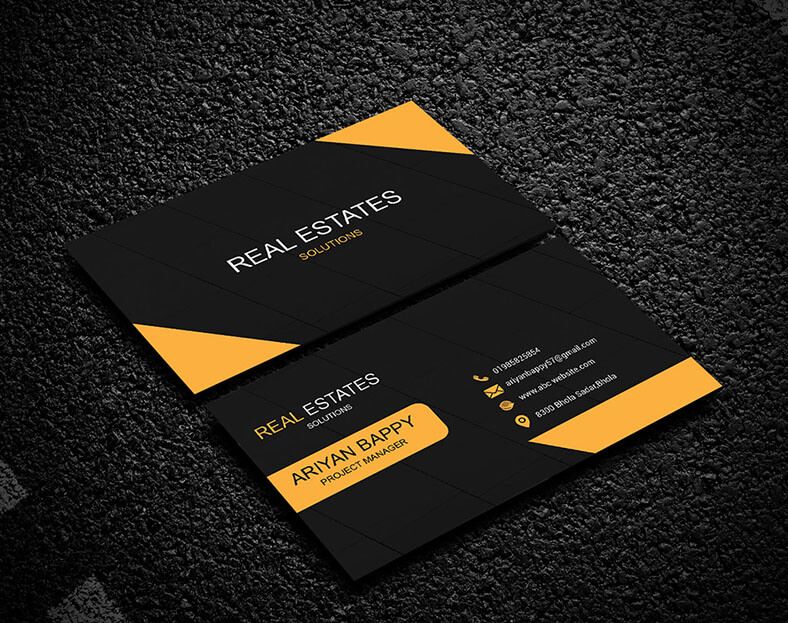 REAL ESTATES
SOLUTIONS
REAL ESTATES
SOLUTIONS
ARIYAN BAPPY
PROJECT MANAGER
01985825854
ariyanbappy57@gmail.com
www.abc website.com
8300 Bhola Sadar,Bhola